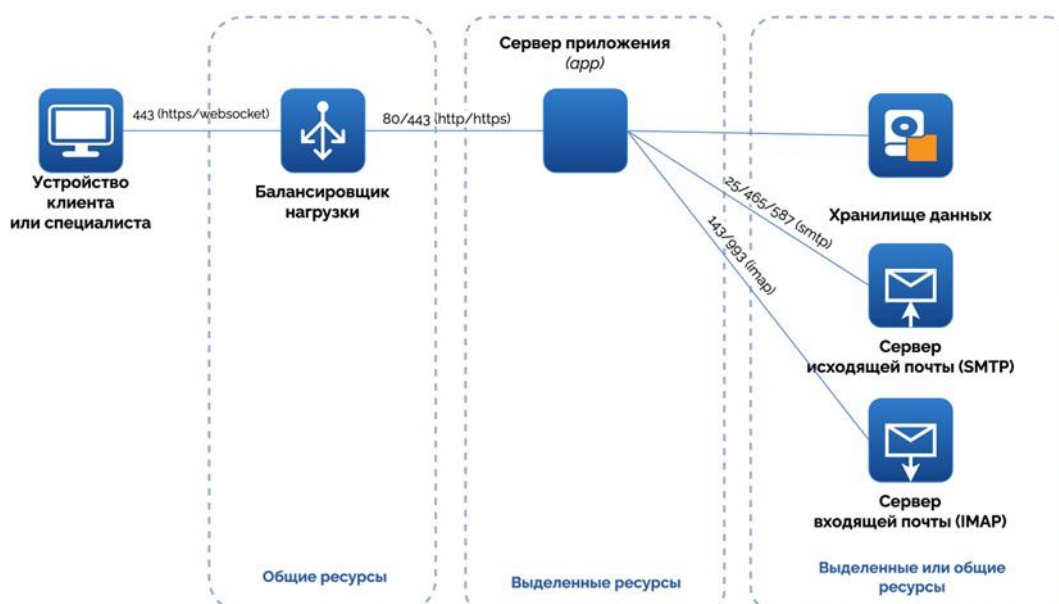 Сервер приложения
(app)
443 (https/websocket)
80/443 (http/https)
Устройство
клиента
или специалиста
Балансировщик
нагрузки
25/465/587 (smtp)
143/993 (imap)
Хранилище данных
Сервер
исходящей почты (SMTP)
Сервер
входящей почты (IMAP)
Общие ресурсы
Выделенные ресурсы
Выделенные или общие
ресурсы